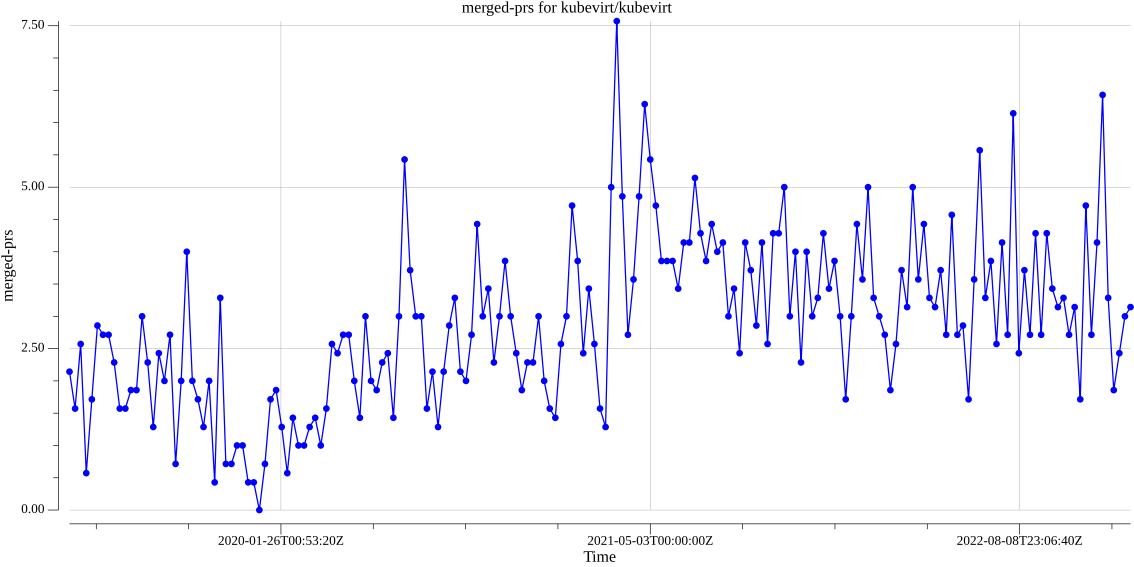 merged-prs for kubevirt/kubevirt
7.50
5.00
2.50
0.00
merged-prs
2020-01-26T00:53:20Z
2021-05-03T00:00:00Z
2022-08-08T23:06:40Z
Time